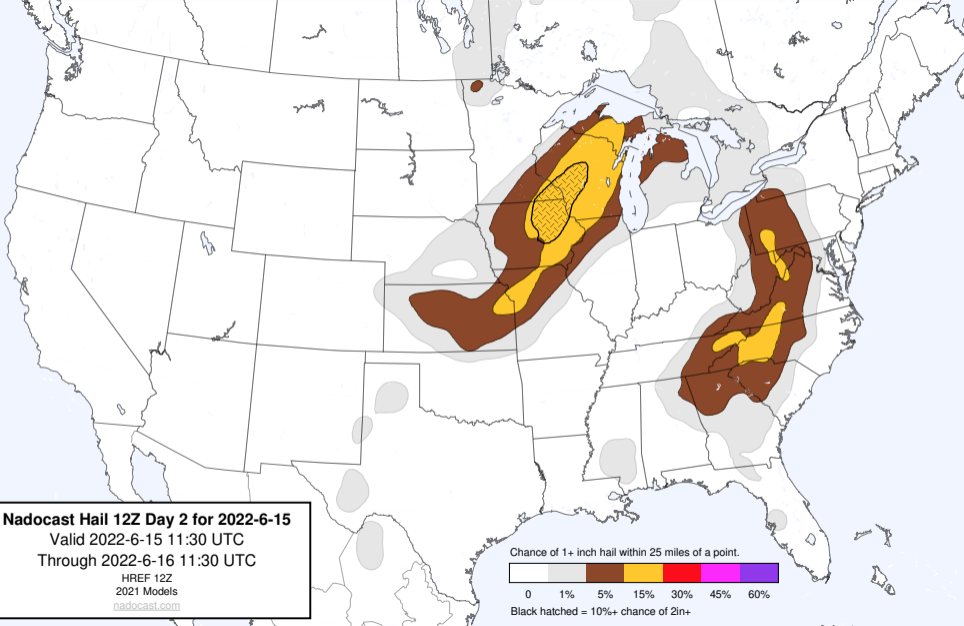 Nadocast Hail 12Z Day 2 for 2022-6-15
Valid 2022-6-15 11:30 UTC
Through 2022-6-16 11:30 UTC
HREF 12Z
2021 Models
nadocast.com
Chance of 1+ inch hail within 25 miles of a point.
0 1% 5% 15% 30% 45% 60%
Black hatched = 10%+ chance of 2in+